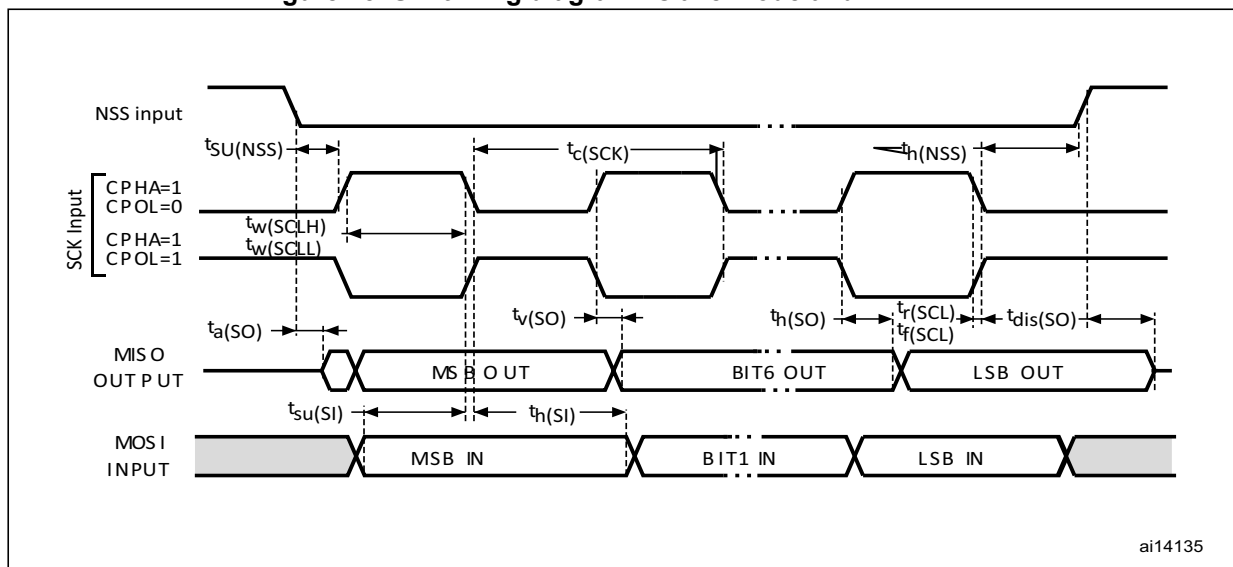 NSS input
tSU(NSS)
tc(SCK)
th(NSS)
SCK Input
CPHA=1
CPOL=0
tw(SCLH)
tw(SCLL)
CPHA=1
CPOL=1
ta(SO)
tv(SO)
th(SO)
tr(SCL)
tf(SCL)
tdis(SO)
MISO
OUTPUT
MSB OUT
BIT6 OUT
LSB OUT
tsu(SI)
th(SI)
MOSI
INPUT
MSB IN
BIT1 IN
LSB IN
ai14135